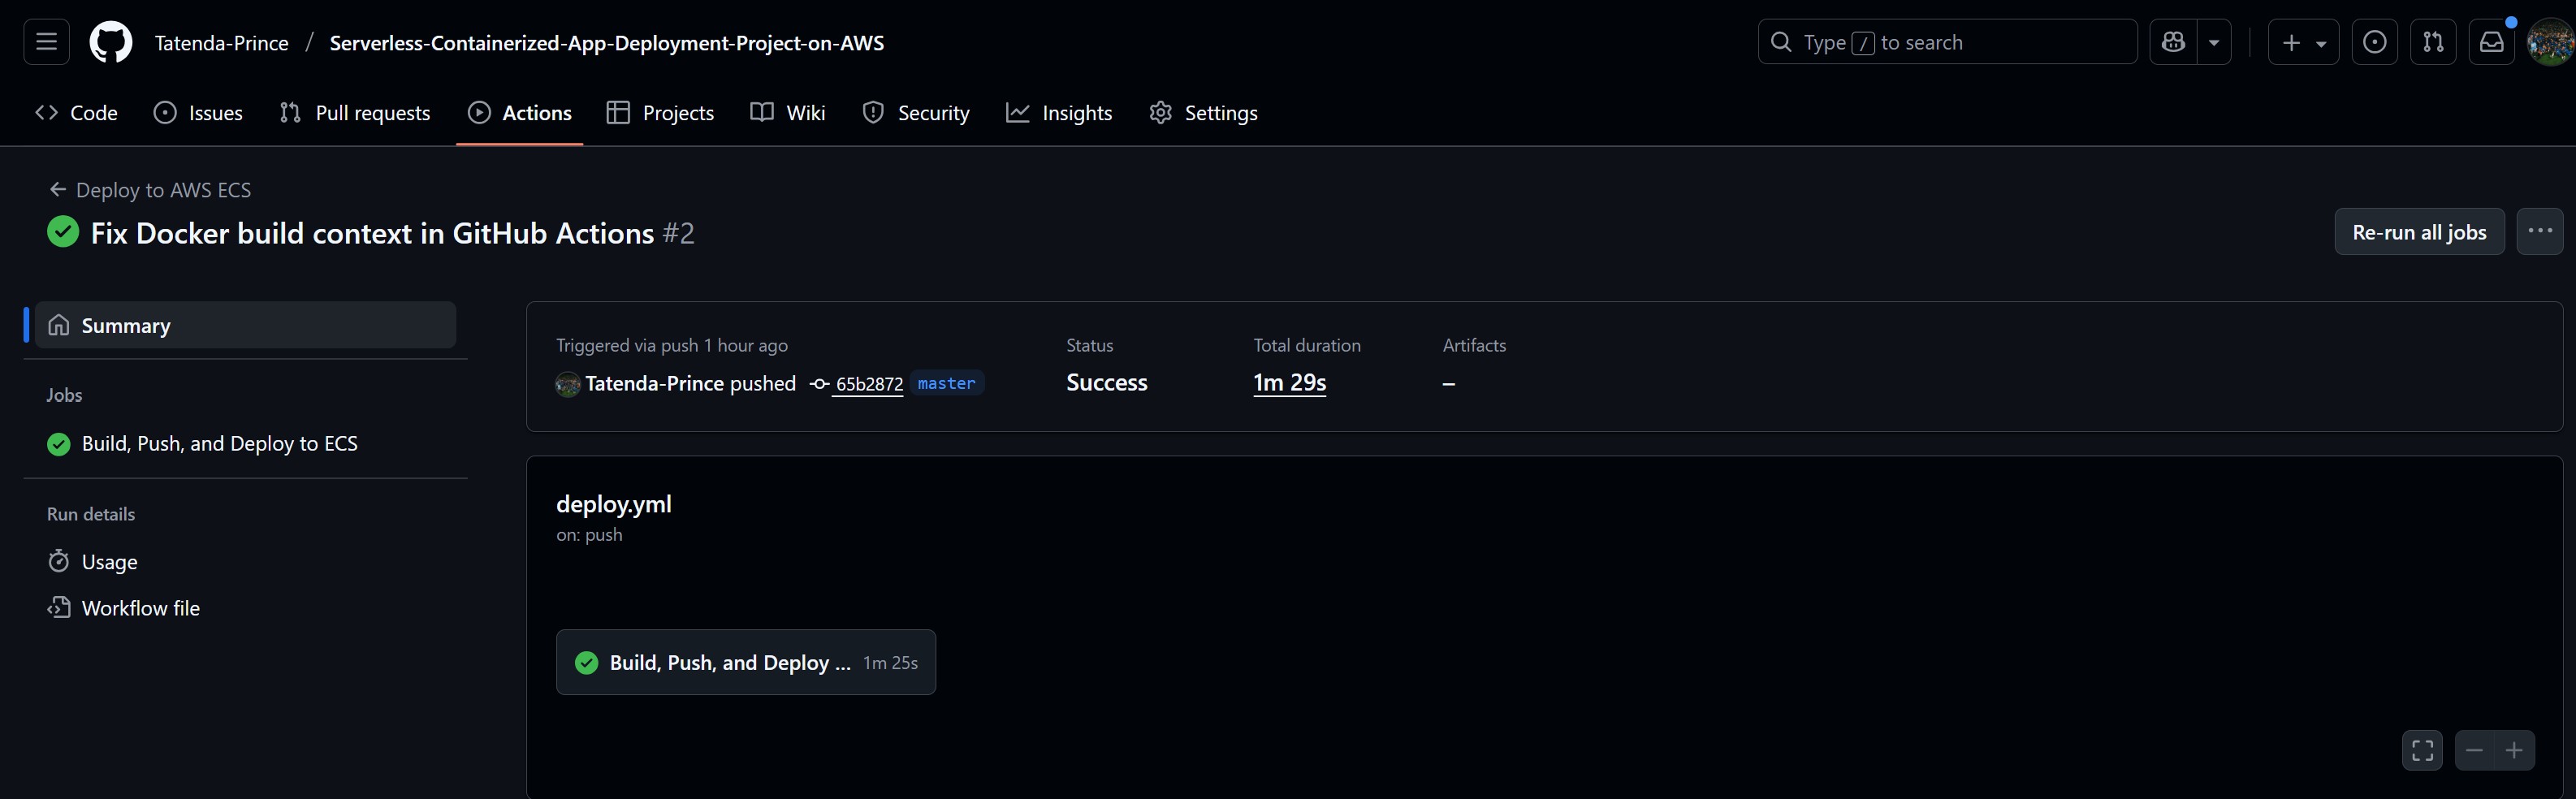 Tatenda-Prince / Serverless-Containerized-App-Deployment-Project-on-AWS
Type / to search
Code Issues Pull requests Actions Projects Wiki Security Insights Settings
Deploy to AWS ECS
Fix Docker build context in GitHub Actions #2
Re-run all jobs
Summary
Jobs
Build, Push, and Deploy to ECS
Run details
Usage
Workflow file
Triggered via push 1 hour ago
Tatenda-Prince pushed 65b2872 master
Status
Success
Total duration
1m 29s
Artifacts
–
deploy.yml
on: push
Build, Push, and Deploy ... 1m 25s